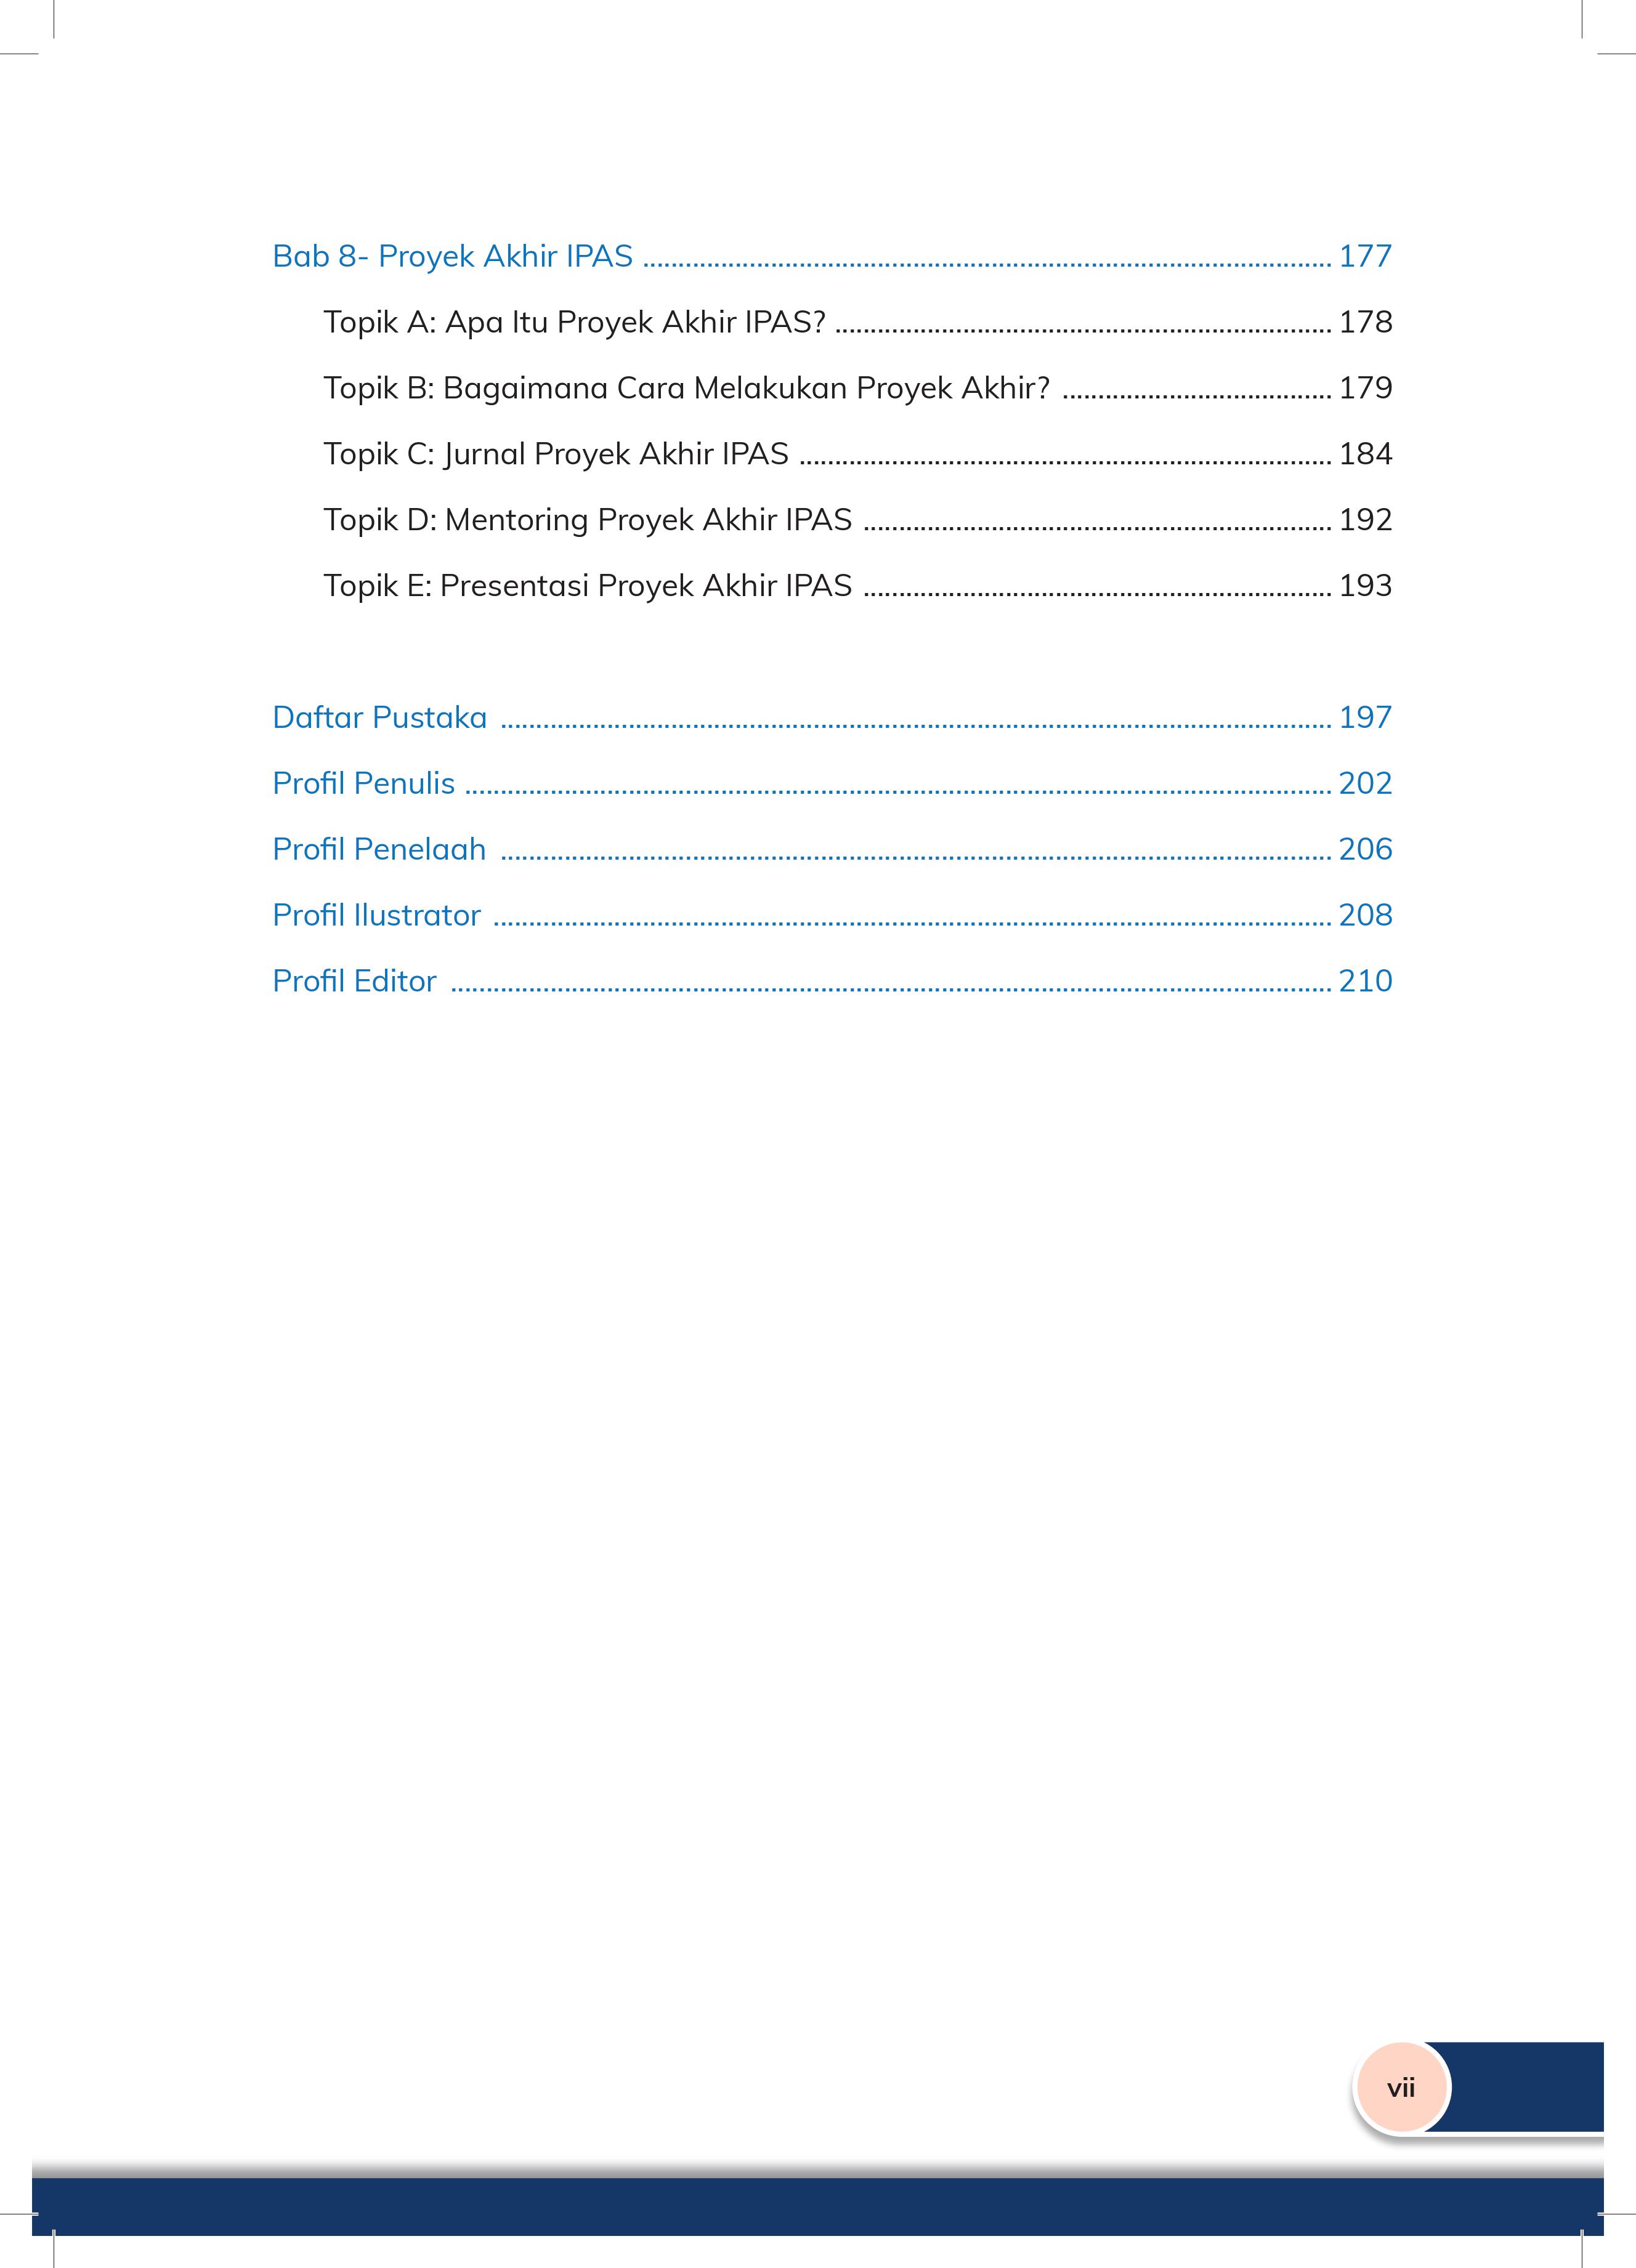 Bab 8- Proyek Akhir IPAS ........................................................................ 177
Topik A: Apa Itu Proyek Akhir IPAS? .................................................... 178
Topik B: Bagaimana Cara Melakukan Proyek Akhir? ............................ 179
Topik C: Jurnal Proyek Akhir IPAS ........................................................ 184
Topik D: Mentoring Proyek Akhir IPAS ................................................. 192
Topik E: Presentasi Proyek Akhir IPAS ................................................. 193
Daftar Pustaka ....................................................................................... 197
Profil Penulis ........................................................................................... 202
Profil Penelaah ....................................................................................... 206
Profil Ilustrator ........................................................................................ 208
Profil Editor ............................................................................................. 210
vii